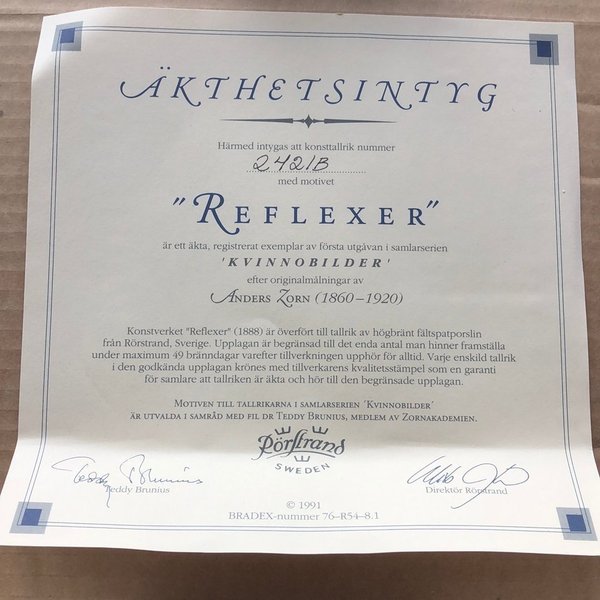 ÄKTHETSINTYG
Härmed intygas att konsttallrik nummer
2421B
med motivet
"REFLEXER"
är ett äkta, registrerat exemplar av första utgåvan i samlarserien
'KVINNOBILDER'
efter originalmålningar av
ANDERS ZORN (1860–1920)
Konstverket "Reflexer" (1888) är överfört till tallrik av högbränt fältspatporslin
från Rörstrand, Sverige. Upplagan är begränsad till det enda antal man hinner framställa
under maximum 49 bränndagar varefter tillverkningen upphör för alltid. Varje enskild tallrik
i den godkända upplagan krönes med tillverkarens kvalitetsstämpel som en garanti
för samlare att tallriken är äkta och hör till den begränsade upplagan.
MOTIVEN TILL TALLRIKARNA I SAMLARSERIEN 'KVINNOBILDER'
ÄR UTVALDA I SAMRÅD MED FIL DR TEDDY BRUNIUS, MEDLEM AV ZORNAKADEMIEN.
Rörstrand
SWEDEN
Teddy Brunius
Teddy Brunius
Direktör Rörstrand
© 1991
BRADEX-nummer 76–R54–8.1